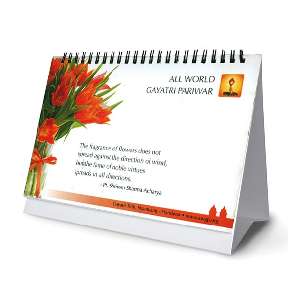 ALL WORLD
GAYATRI PARIWAR
The fragrance of flowers does not
spread against the direction of wind,
but the fame of noble virtues
spreads in all directions.
- Pt. Shriram Sharma Acharya